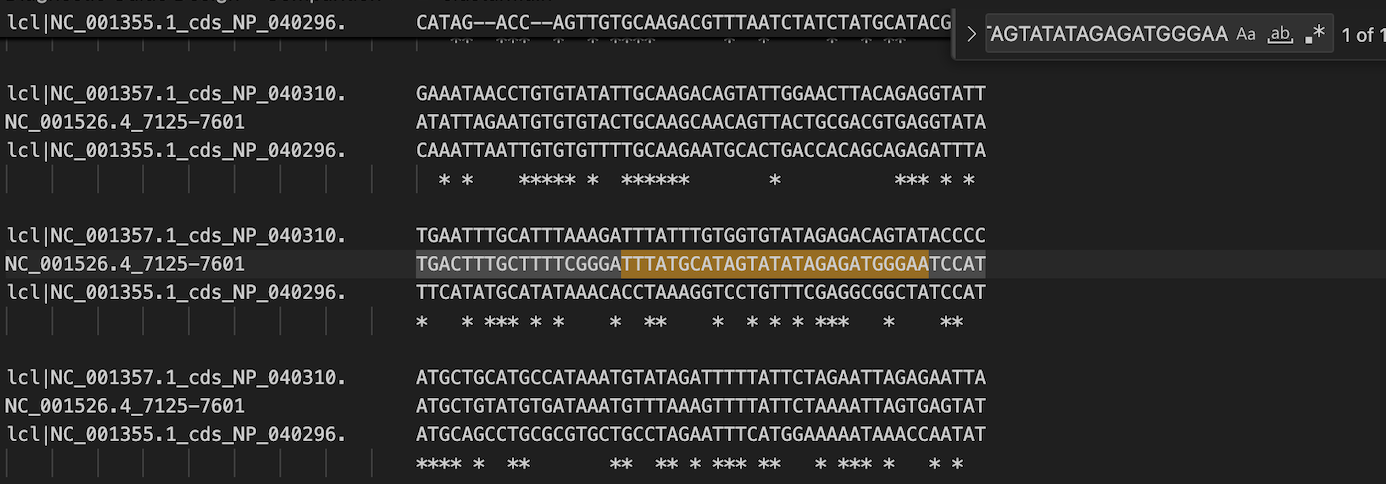 lcl|NC_001355.1_cds_NP_040296. CATAG--ACC--AGTTGTGCAAGACGTTTAATCTATCTATGCATACG
AGTATATAGAGATGGGAA Aa ab .* 1 of 1
lcl|NC_001357.1_cds_NP_040310. GAAATAACCTGTGTATATTGCAAGACAGTATTGGAACTTACAGAGGTATT
NC_001526.4_7125-7601 ATATTAGAATGTGTGTACTGCAAGCAACAGTTACTGCGACGTGAGGTATA
lcl|NC_001355.1_cds_NP_040296. CAAATTAATTGTGTGTTTTGCAAGAATGCACTGACCACAGCAGAGATTTA
* * ***** * ****** * *** * *
lcl|NC_001357.1_cds_NP_040310. TGAATTTGCATTTAAAGATTTATTTGTGGTGTATAGAGACAGTATACCCC
NC_001526.4_7125-7601 TGACTTTGCTTTTCGGGATTTATGCATAGTATATAGAGATGGGAATCCAT
lcl|NC_001355.1_cds_NP_040296. TTCATATGCATATAAACACCTAAAGGTCCTGTTTCGAGGCGGCTATCCAT
* * *** * * * ** * * * * *** * **
lcl|NC_001357.1_cds_NP_040310. ATGCTGCATGCCATAAATGTATAGATTTTTATTCTAGAATTAGAGAATTA
NC_001526.4_7125-7601 ATGCTGTATGTGATAAATGTTTAAAGTTTTATTCTAAAATTAGTGAGTAT
lcl|NC_001355.1_cds_NP_040296. ATGCAGCCTGCGCGTGCTGCCTAGAATTTCATGGAAAAATAAACCAATAT
**** * ** ** ** * *** ** * *** * * *